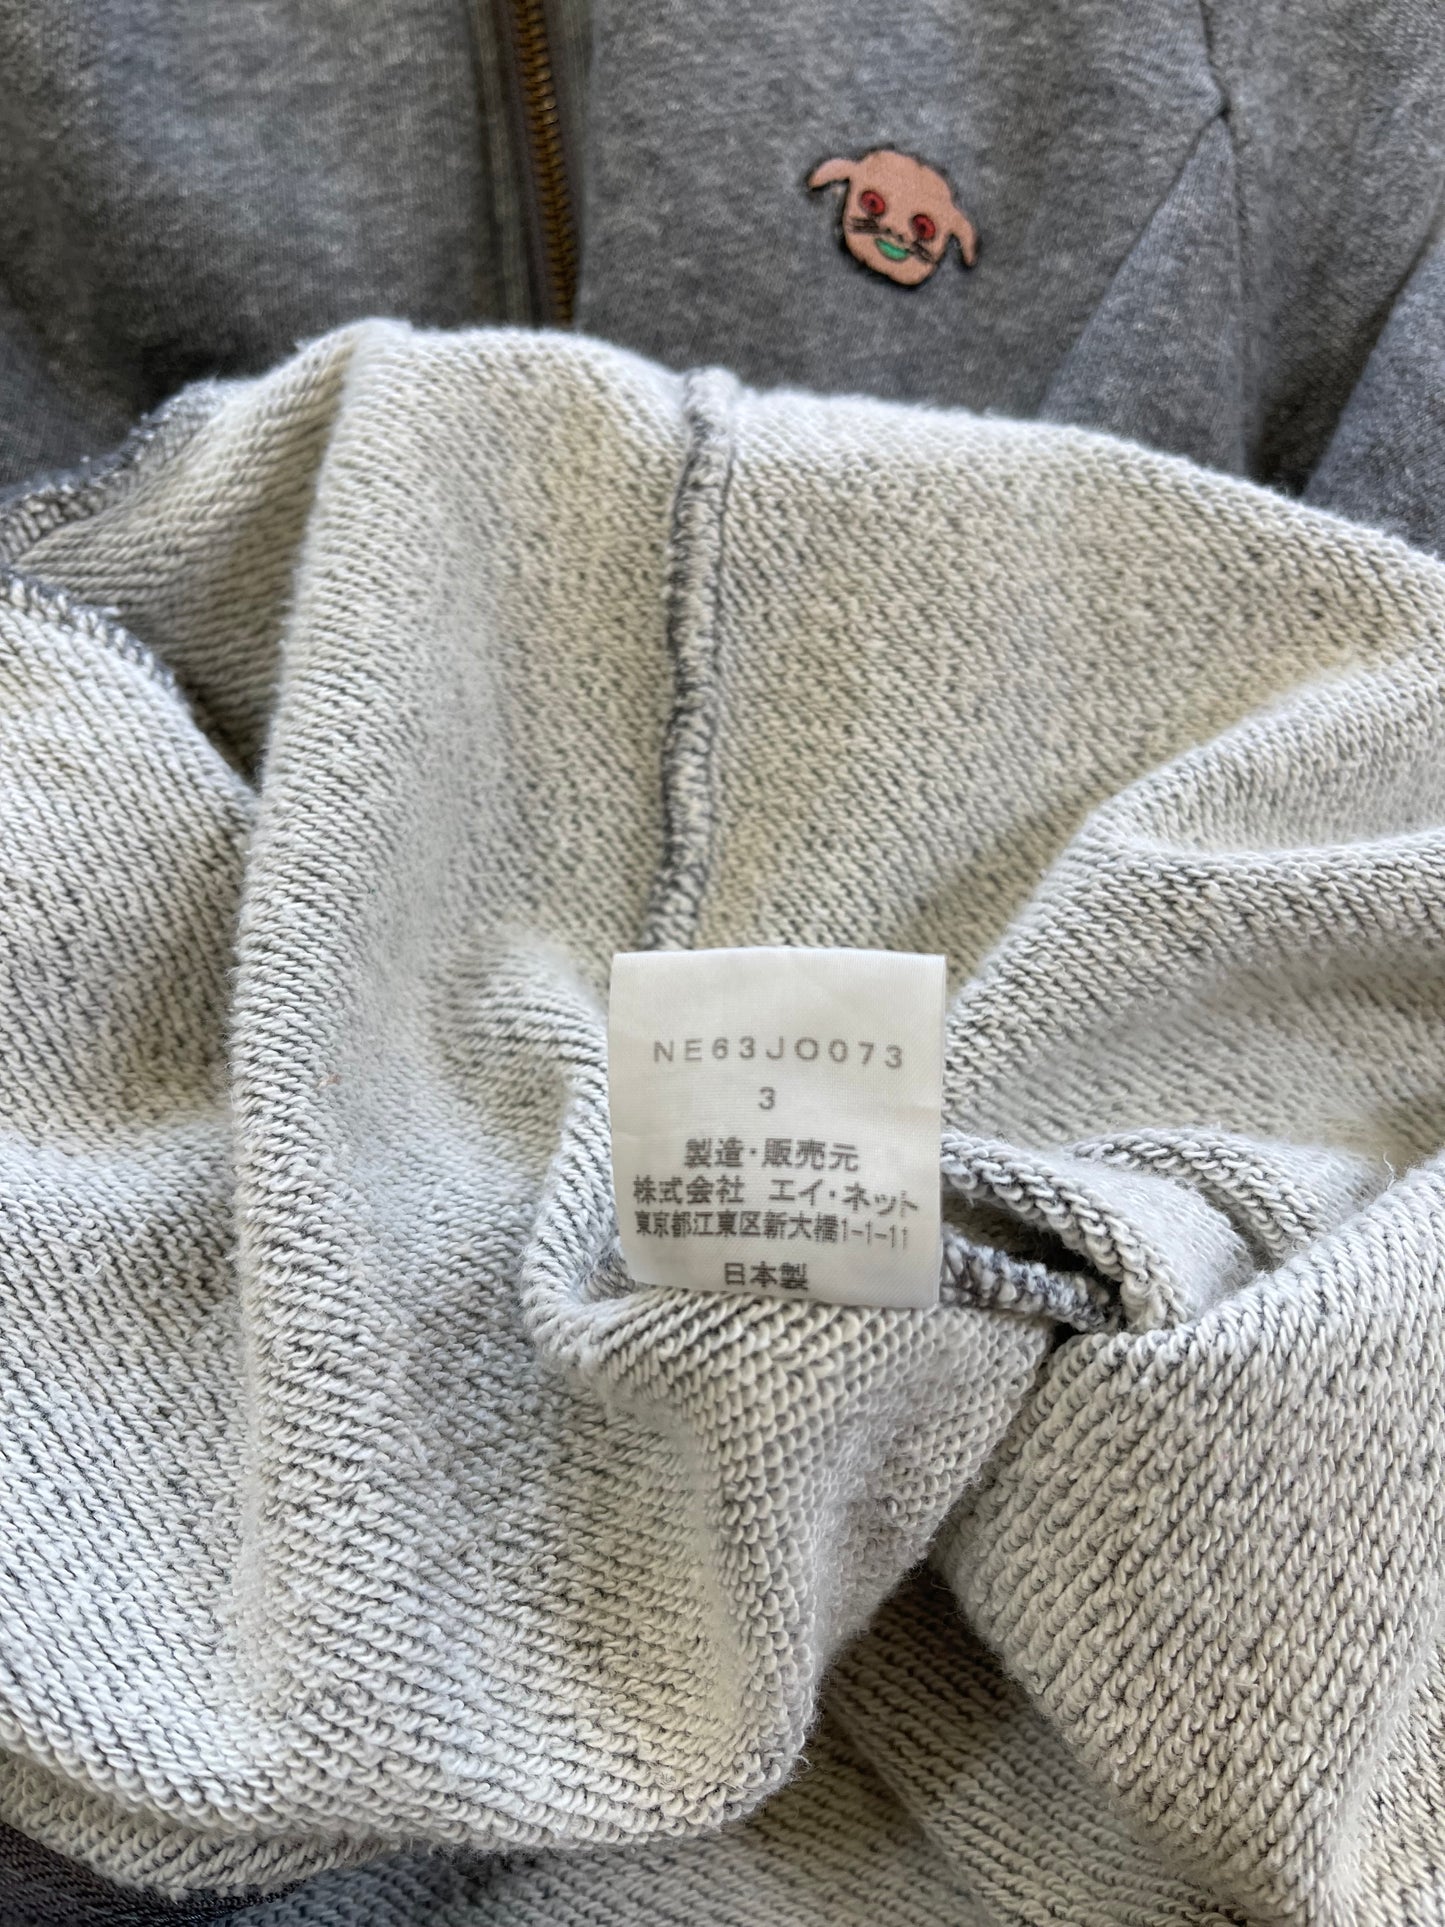 NE63JO073
3
製造・販売元
株式会社 エイ・ネット
東京都江東区新大橋1-1-11
日本製